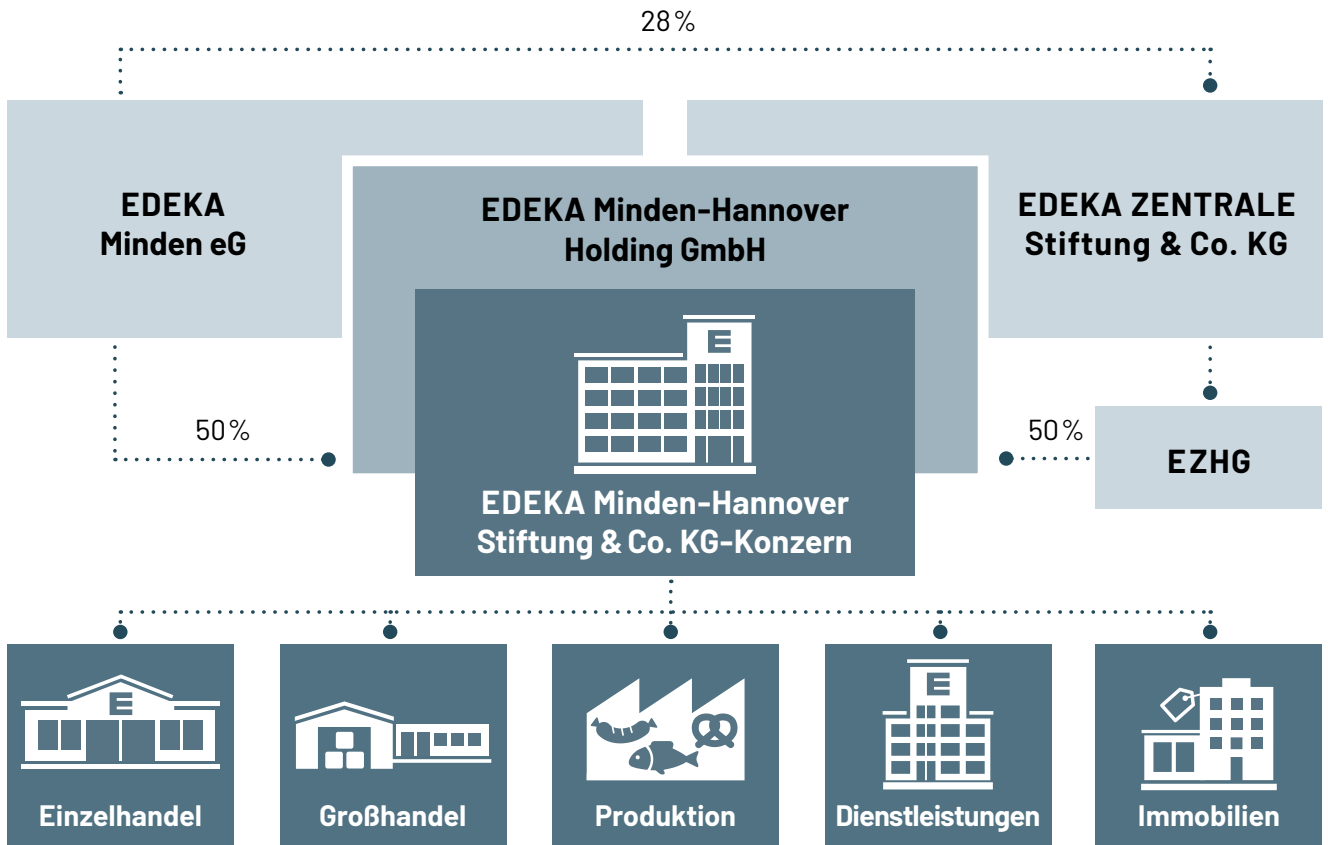 28%
EDEKA
Minden eG
EDEKA Minden-Hannover
Holding GmbH
EDEKA ZENTRALE
Stiftung & Co. KG
E
50%
50%
EZHG
EDEKA Minden-Hannover
Stiftung & Co. KG-Konzern
E
Einzelhandel
Großhandel
Produktion
E
Dienstleistungen
Immobilien